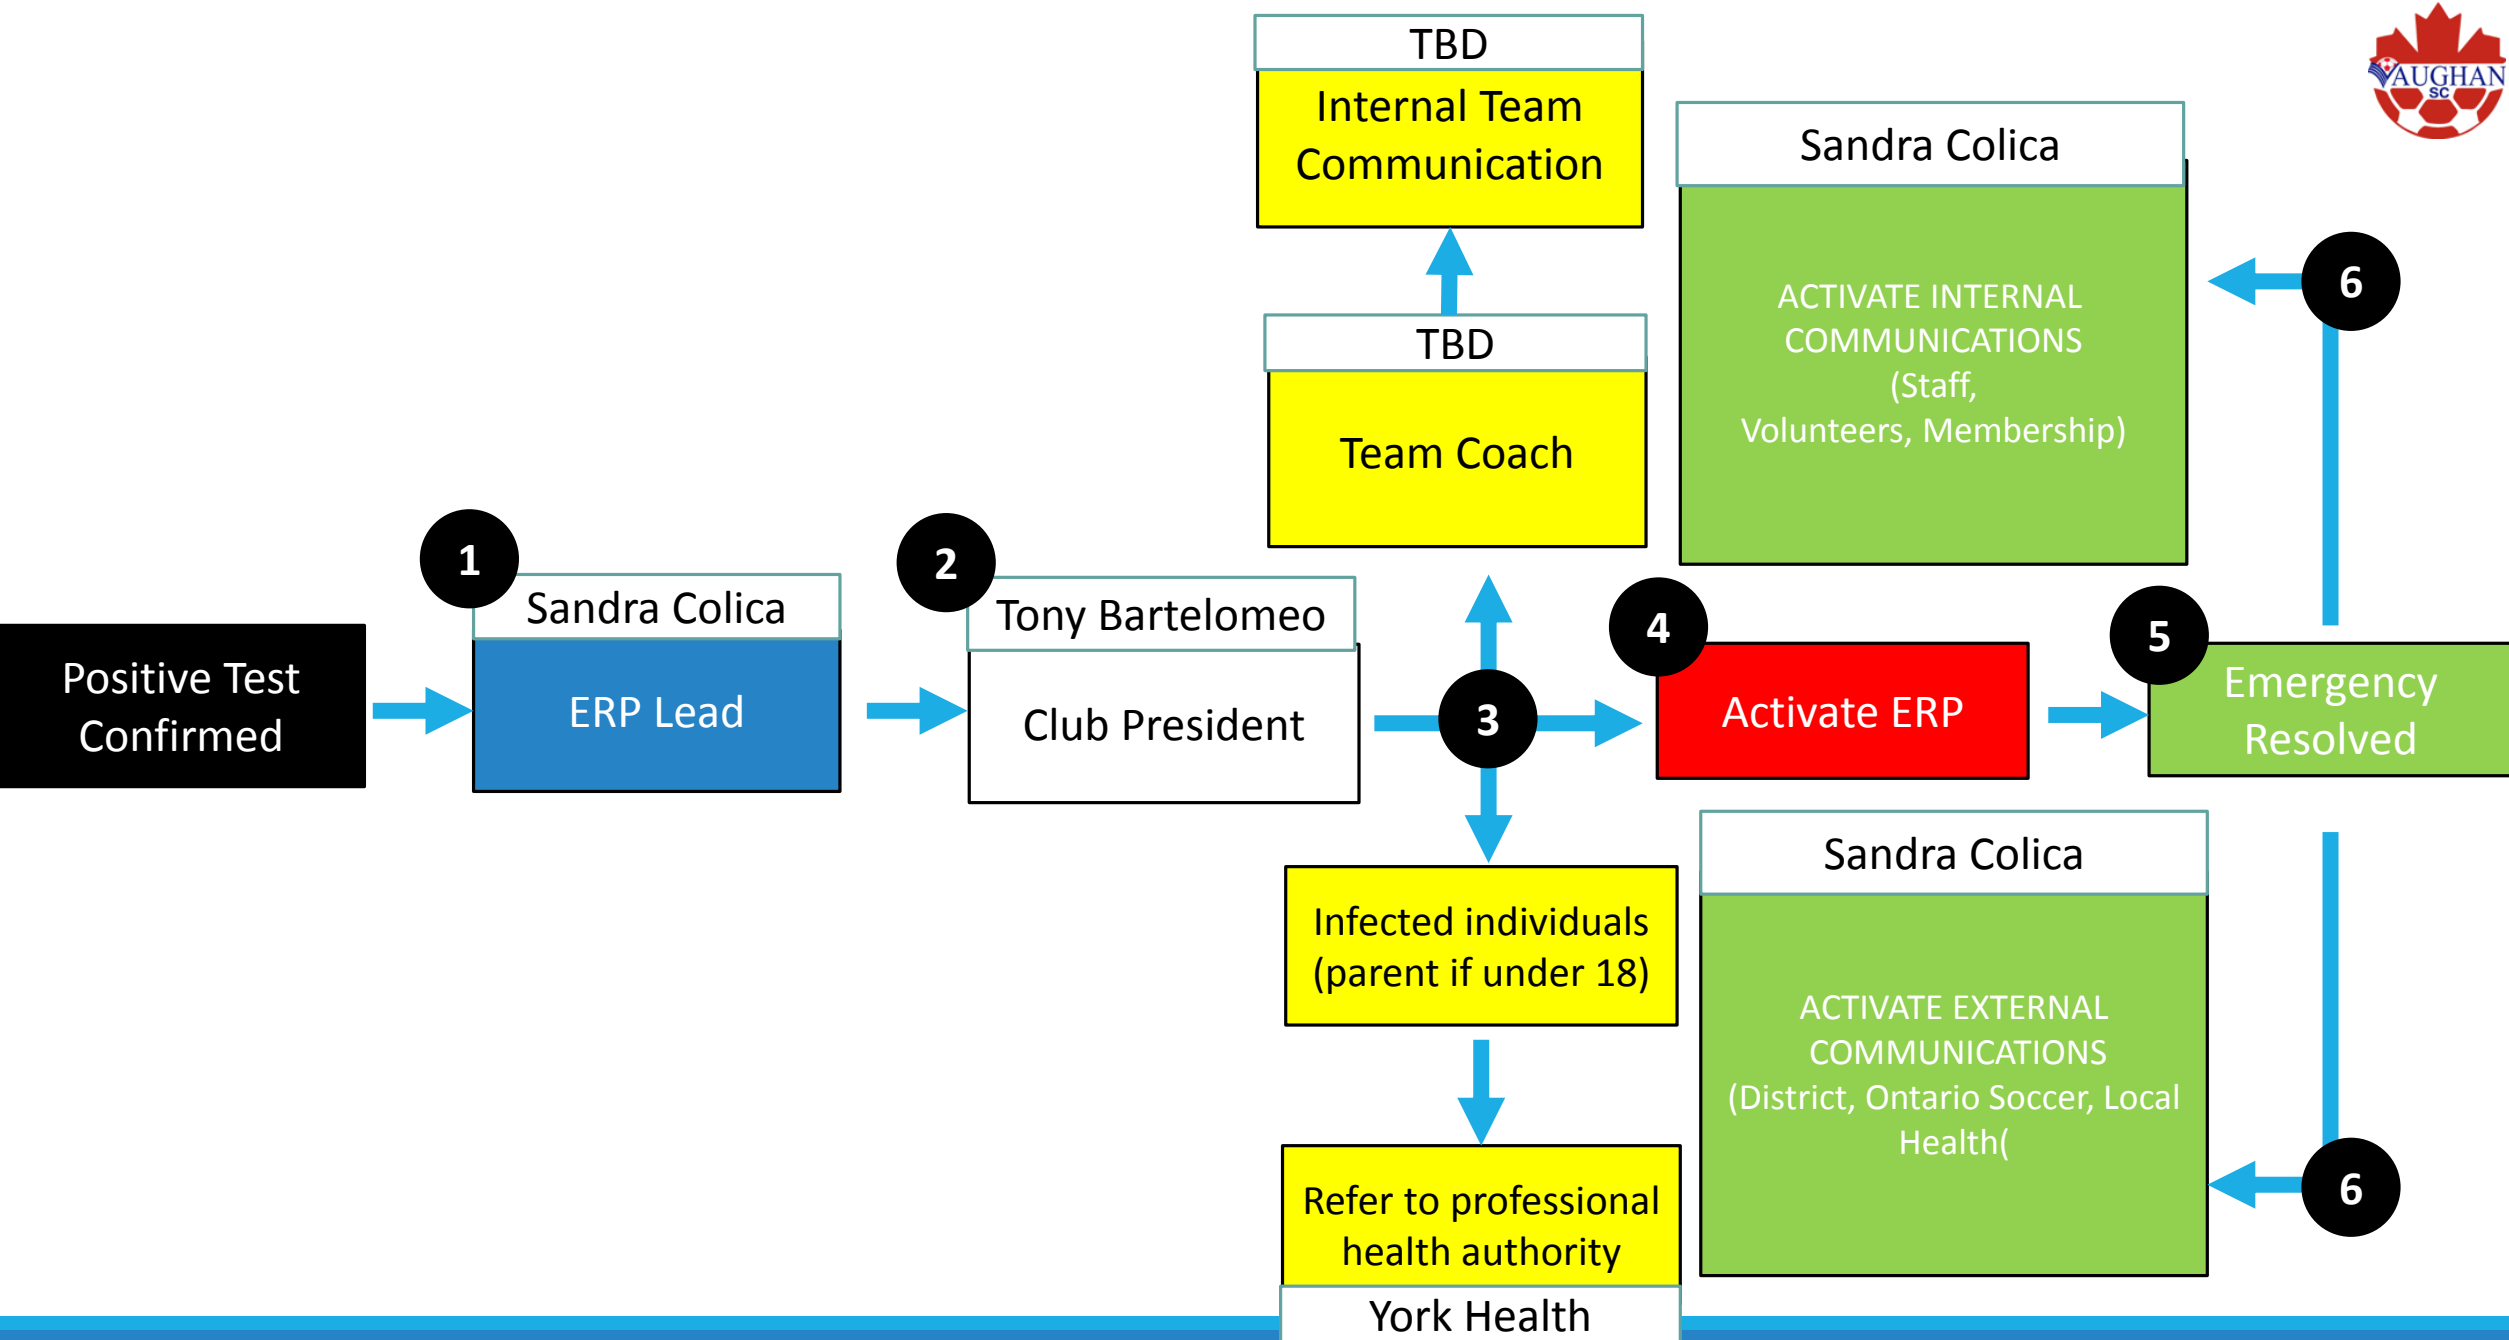 TBD
Internal Team
Communication
VAUGHAN
SC
Sandra Colica
ACTIVATE INTERNAL
COMMUNICATIONS
(Staff,
Volunteers, Membership)
6
TBD
Team Coach
1
Sandra Colica
ERP Lead
2
Tony Bartelomeo
Club President
Positive Test
Confirmed
3
4
Activate ERP
5
Emergency
Resolved
Infected individuals
(parent if under 18)
Refer to professional
health authority
York Health
Sandra Colica
ACTIVATE EXTERNAL
COMMUNICATIONS
(District, Ontario Soccer, Local
Health(
6